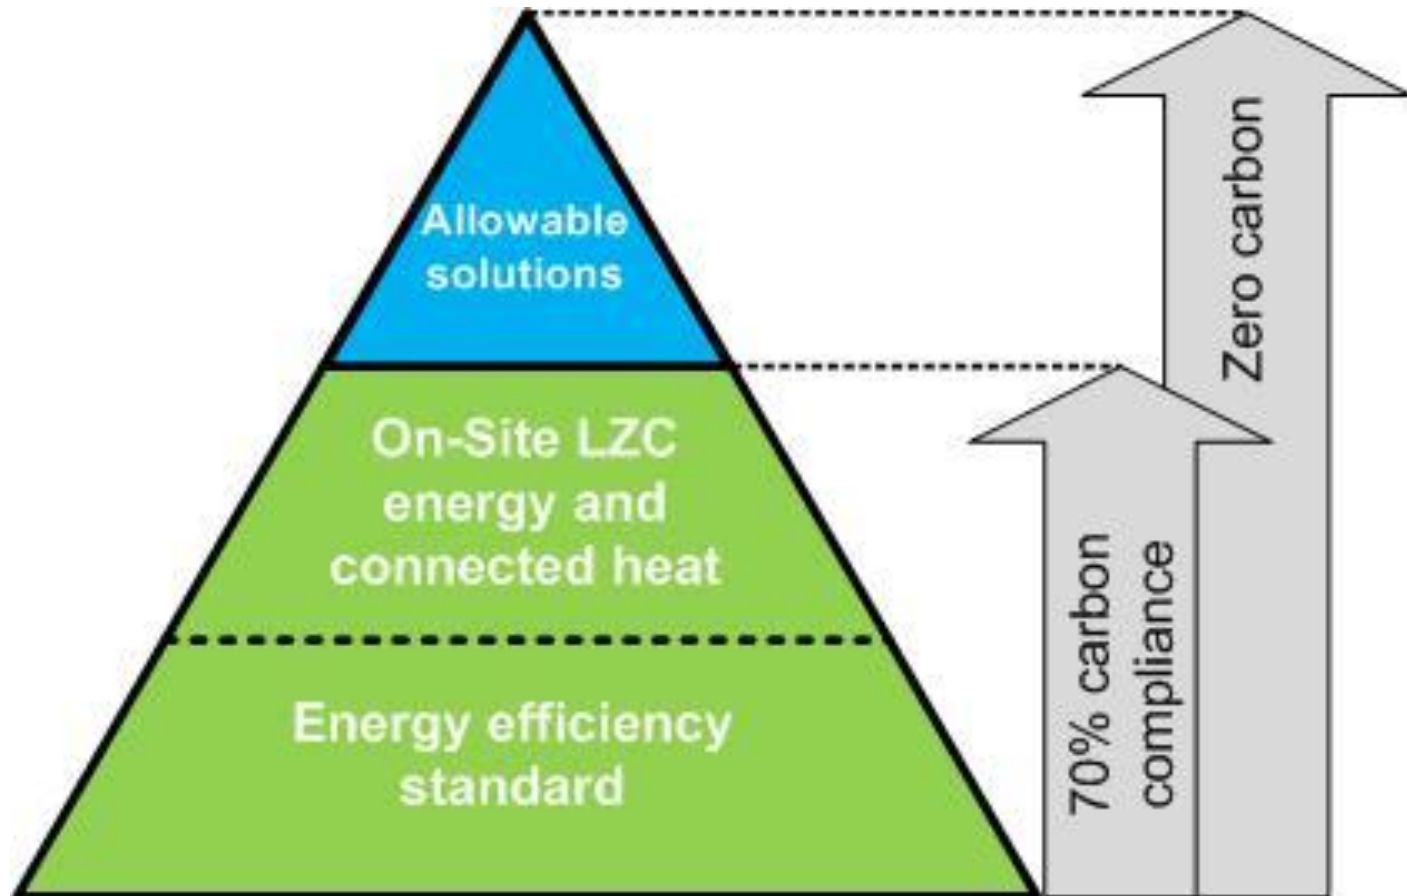 Allowable
solutions
On-Site LZC
energy and
connected heat
Energy efficiency
standard
70% carbon
compliance
Zero carbon